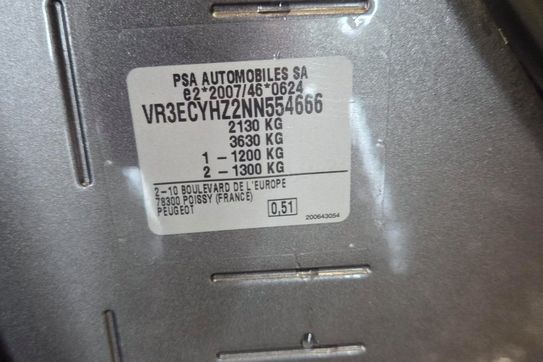 PSA AUTOMOBILES SA
e2*2007/46*0624
VR3ECYHZ2NN554666
2130 KG
3630 KG
1 – 1200 KG
2 – 1300 KG
2–10 BOULEVARD DE L'EUROPE
78300 POISSY (FRANCE)
PEUGEOT
0,51
200643054